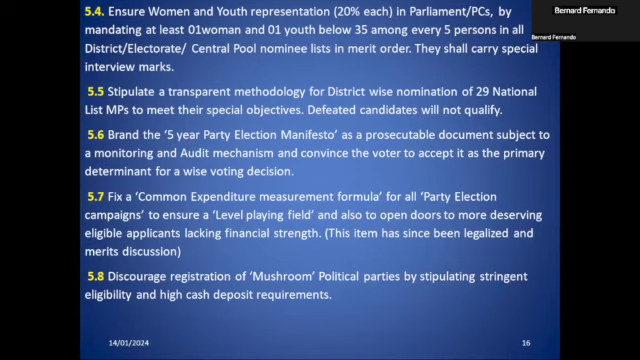 5.4. Ensure Women and Youth representation (20% each) in Parliament/PCs, by
mandating at least 01woman and 01 youth below 35 among every 5 persons in all
District/Electorate/ Central Pool nominee lists in merit order. They shall carry special
interview marks.
5.5 Stipulate a transparent methodology for District wise nomination of 29 National
List MPs to meet their special objectives. Defeated candidates will not qualify.
5.6 Brand the ‘5 year Party Election Manifesto’ as a prosecutable document subject to
a monitoring and Audit mechanism and convince the voter to accept it as the primary
determinant for a wise voting decision.
5.7 Fix a ‘Common Expenditure measurement formula’ for all ‘Party Election
campaigns’ to ensure a ‘Level playing field’ and also to open doors to more deserving
eligible applicants lacking financial strength. (This item has since been legalized and
merits discussion)
5.8 Discourage registration of ‘Mushroom’ Political parties by stipulating stringent
eligibility and high cash deposit requirements.
14/01/2024
16
Bernard Fernando
Bernard Fernando